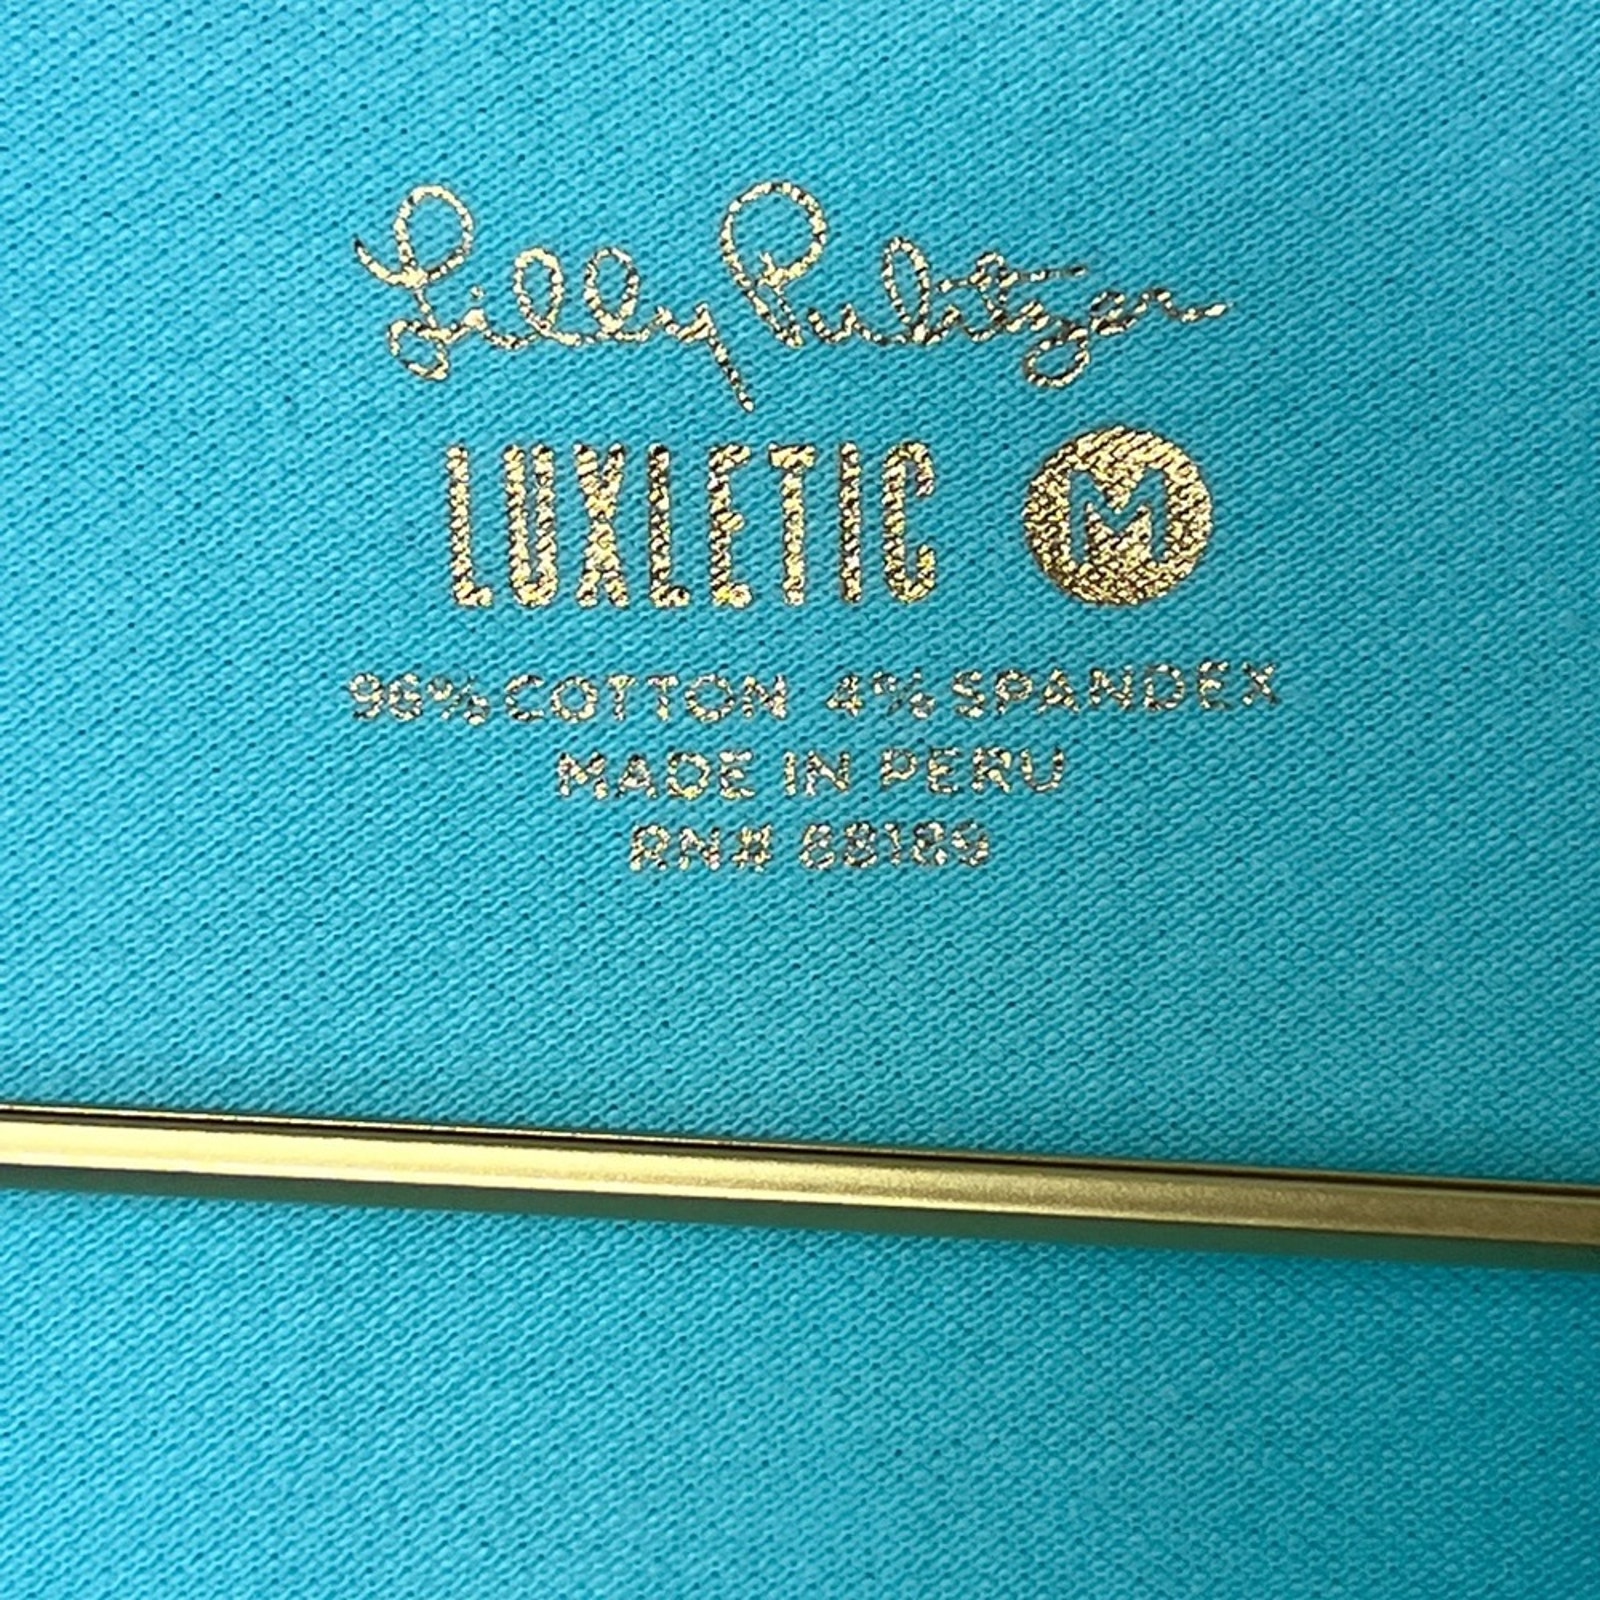 Lilly Pulitzer
LUXLETIC M
96% COTTON 4% SPANDEX
MADE IN PERU
RN# 68189